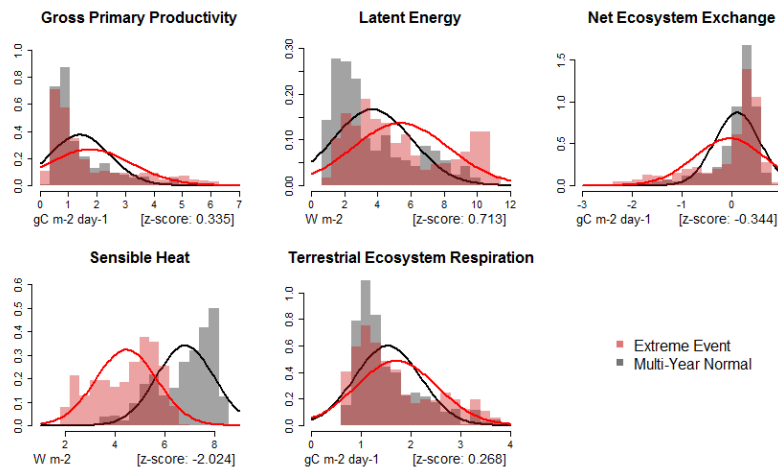 Gross Primary Productivity
0.0 0.2 0.4 0.6 0.8 1.0
0 1 2 3 4 5 6 7
gC m-2 day-1 [z-score: 0.335]
Latent Energy
0.00 0.10 0.20 0.30
0 2 4 6 8 10 12
W m-2 [z-score: 0.713]
Net Ecosystem Exchange
0.0 0.5 1.0 1.5
-3 -2 -1 0
gC m-2 day-1 [z-score: -0.344]
Sensible Heat
0.0 0.1 0.2 0.3 0.4 0.5 0.6
2 4 6 8
W m-2 [z-score: -2.024]
Terrestrial Ecosystem Respiration
0.0 0.2 0.4 0.6 0.8 1.0
0 1 2 3 4
gC m-2 day-1 [z-score: 0.268]
Extreme Event
Multi-Year Normal